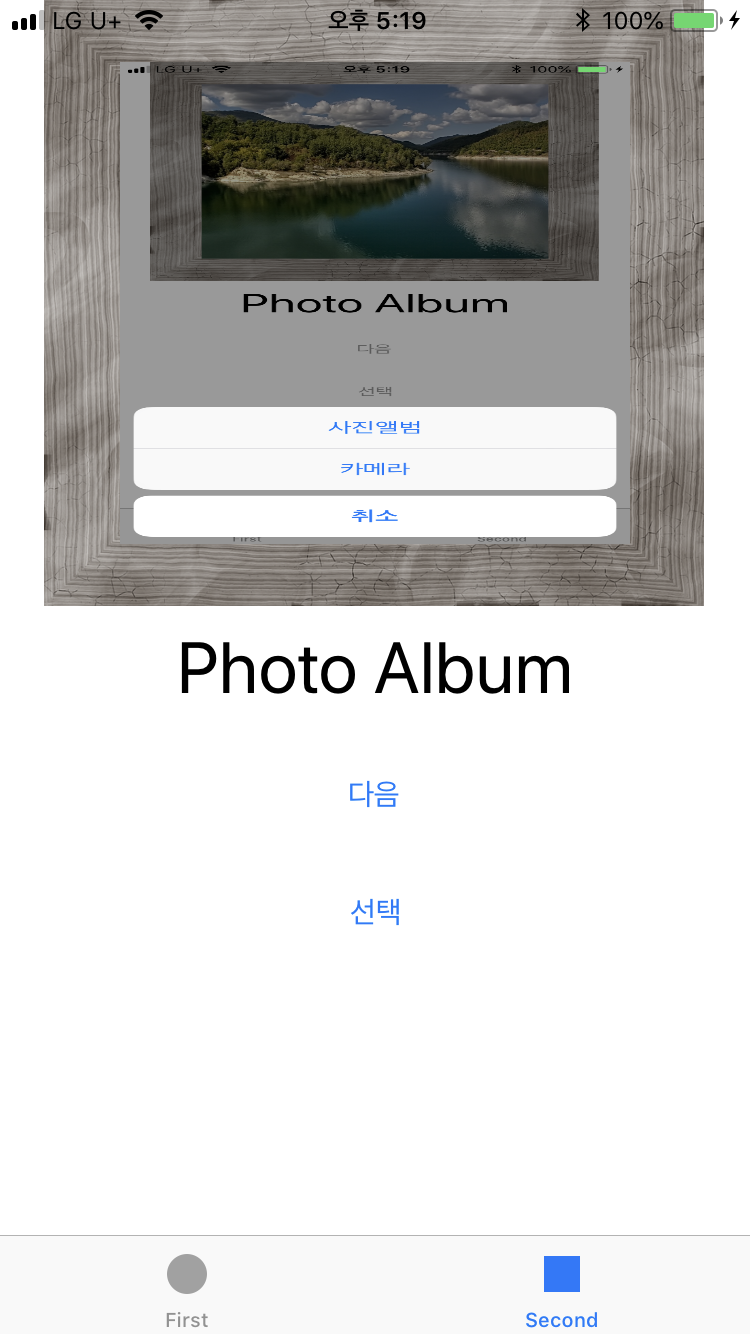 LG U+ 오후 5:19 100%
LG U+ 오후 5:19 100%
Photo Album
다음
선택
사진앨범
카메라
취소
First Second
Photo Album
다음
선택
First Second